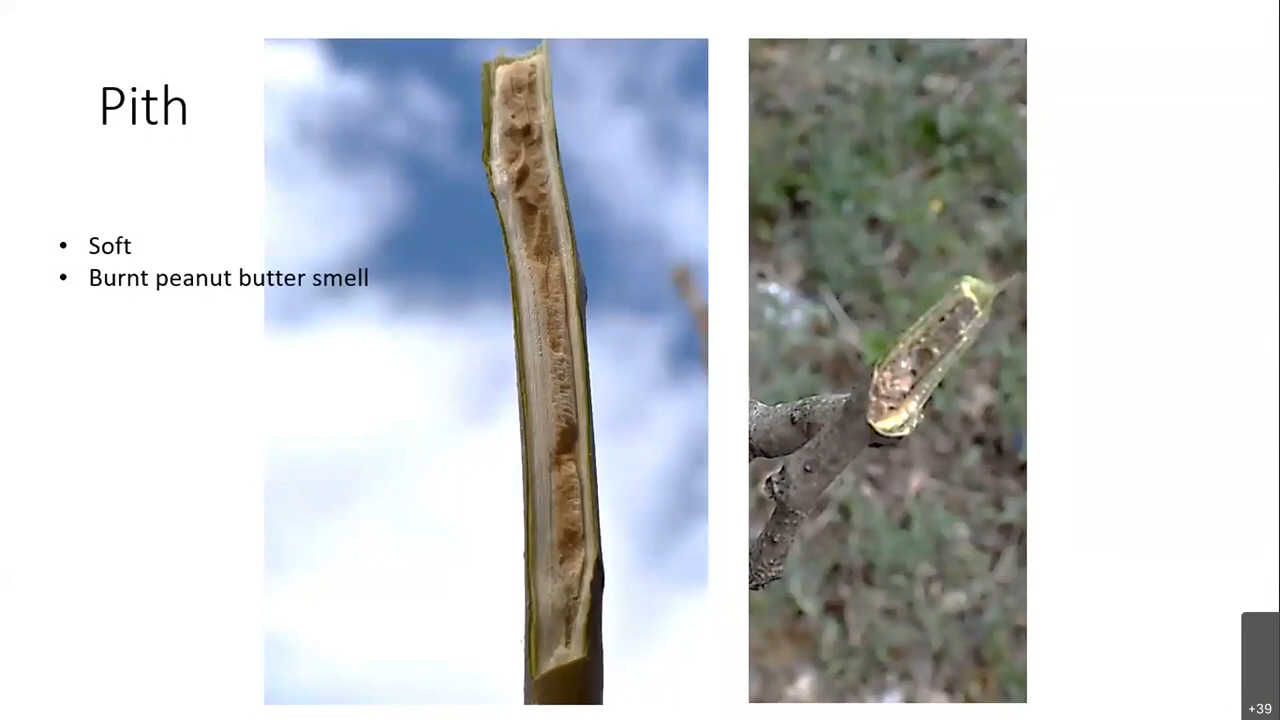 Pith
• Soft
• Burnt peanut butter smell
+39